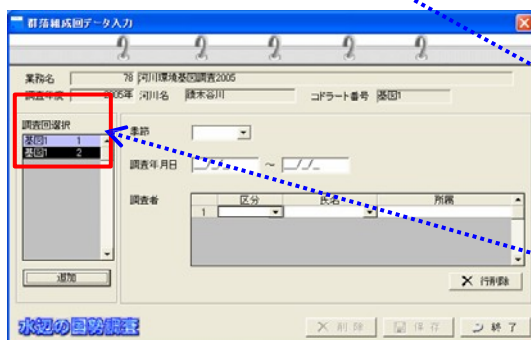 群落組成回データ入力
業務名 78 河川環境基図調査2005
調査年度 2005年 河川名 陵木谷川 コドラート番号 基図1
調査回選択
基図1 1
基図1 2
追加
季節
調査年月日 __/_/_ ~ __/_/_
調査者
区分 氏名 所属
1
行削除
水辺の国勢調査
削除 保存 終了